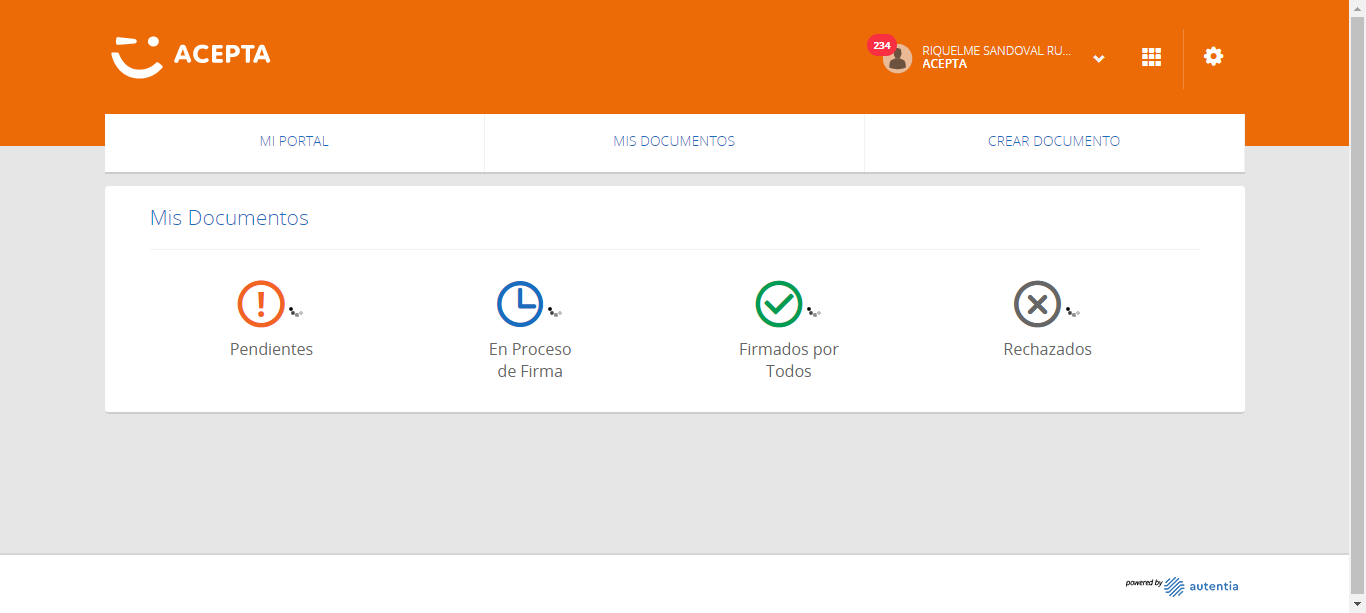 ACEPTA
234
RIQUELME SANDOVAL RU...
ACEPTA
MI PORTAL
MIS DOCUMENTOS
CREAR DOCUMENTO
Mis Documentos
Pendientes
En Proceso
de Firma
Firmados por
Todos
Rechazados
powered by
autentia